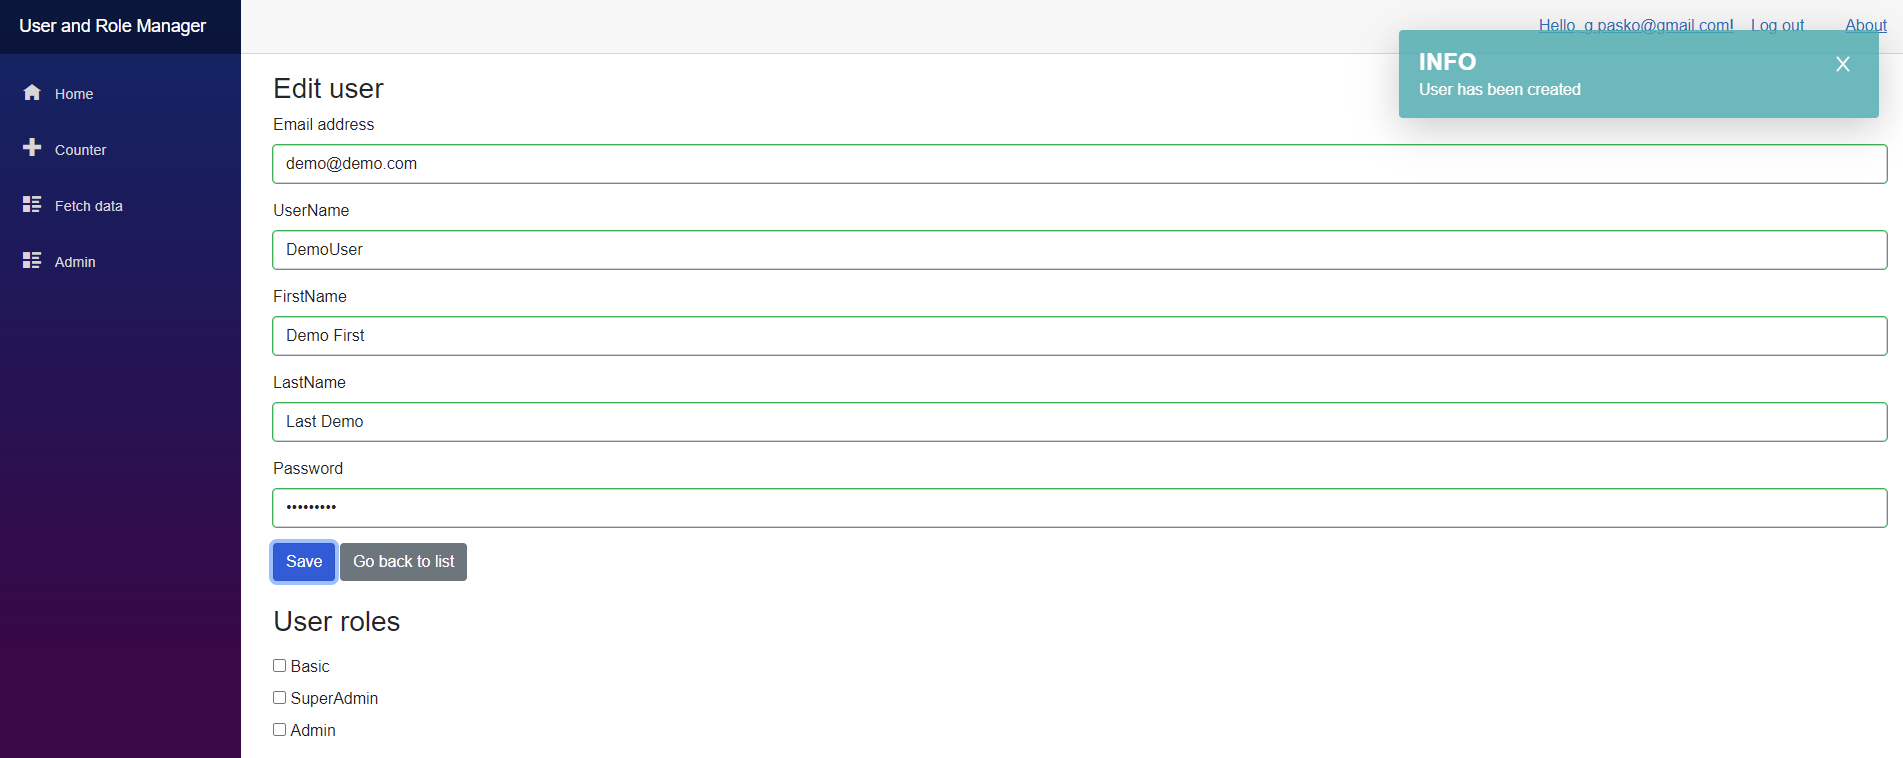 User and Role Manager
Hello, g.pasko@gmail.com! Log out About
INFO
User has been created
Home
Counter
Fetch data
Admin
Edit user
Email address
demo@demo.com
UserName
DemoUser
FirstName
Demo First
LastName
Last Demo
Password
•••••••••
Save Go back to list
User roles
Basic
SuperAdmin
Admin